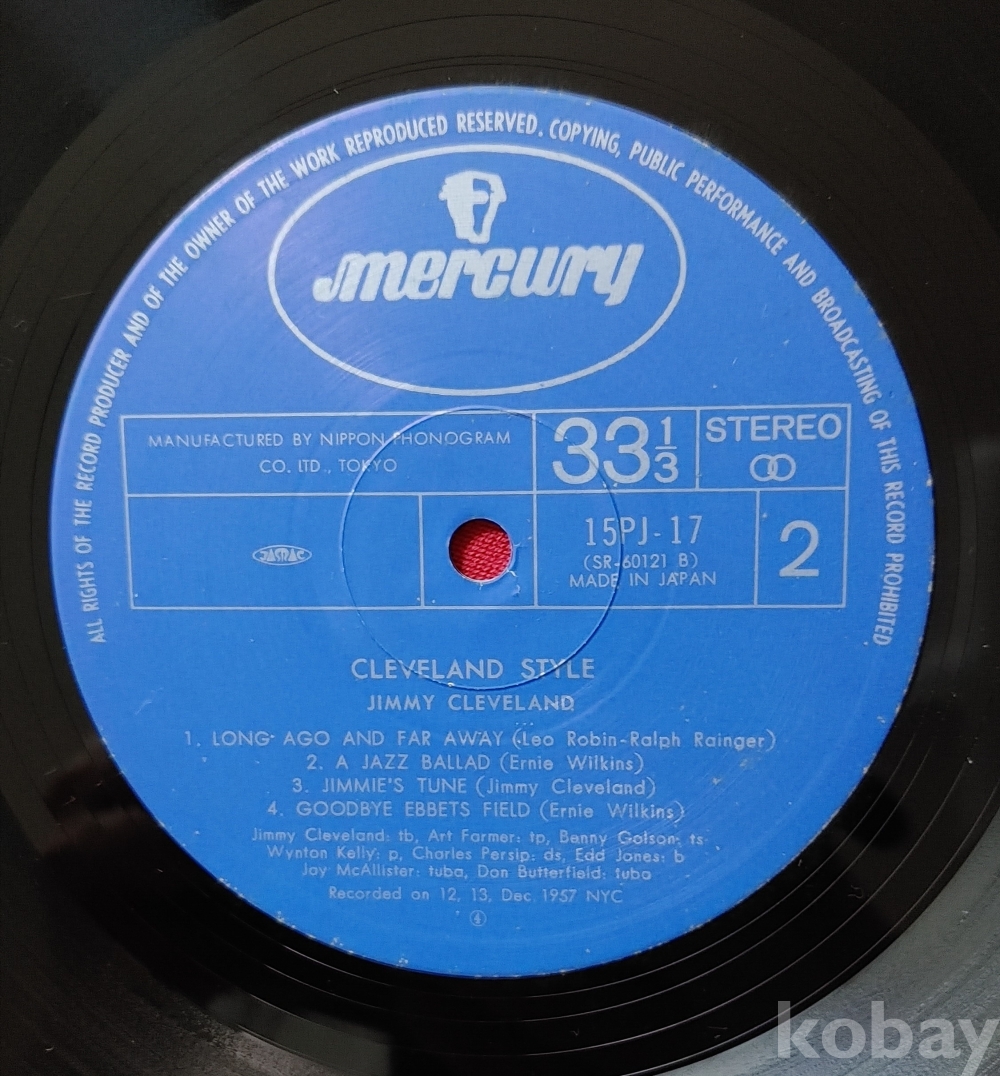 ALL RIGHTS OF THE RECORD PRODUCER AND OF THE OWNER OF THE WORK REPRODUCED RESERVED. COPYING, PUBLIC PERFORMANCE AND BROADCASTING OF THIS RECORD PROHIBITED
mercury
MANUFACTURED BY NIPPON PHONOGRAM
CO. LTD., TOKYO
33 1/3
STEREO
JASRAC
15PJ-17
(SR-60121 B)
MADE IN JAPAN
2
CLEVELAND STYLE
JIMMY CLEVELAND
1. LONG AGO AND FAR AWAY (Leo Robin-Ralph Rainger)
2. A JAZZ BALLAD (Ernie Wilkins)
3. JIMMIE'S TUNE (Jimmy Cleveland)
4. GOODBYE EBBETS FIELD (Ernie Wilkins)
Jimmy Cleveland: tb, Art Farmer: tp, Benny Golson: ts
Wynton Kelly: p, Charles Persip: ds, Edd Jones: b
Jay McAllister: tuba, Don Butterfield: tuba
Recorded on 12, 13, Dec. 1957 NYC
④
kobay